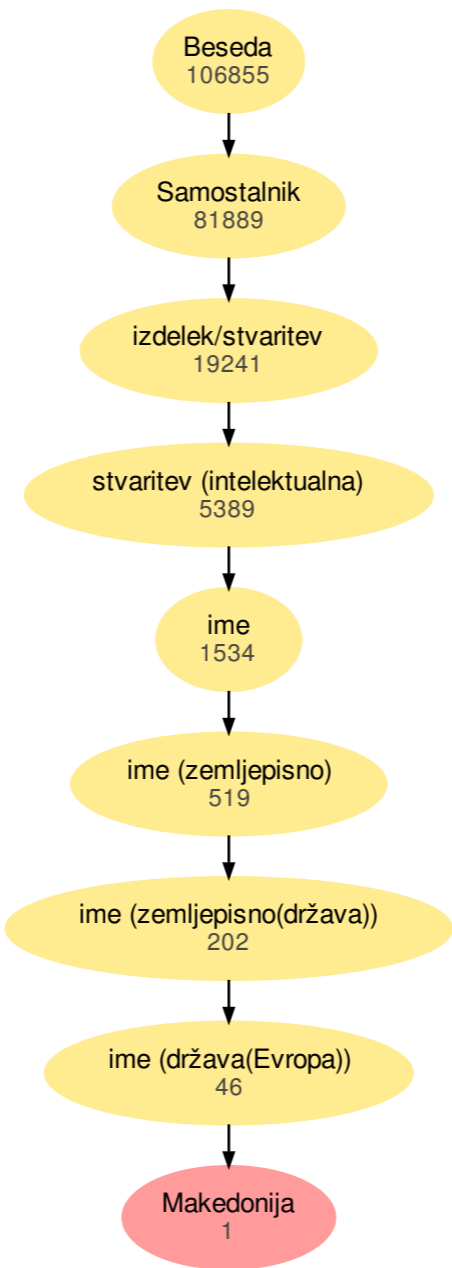 Beseda
106855
Samostalnik
81889
izdelek/stvaritev
19241
stvaritev (intelektualna)
5389
ime
1534
ime (zemljepisno)
519
ime (zemljepisno(država))
202
ime (država(Evropa))
46
Makedonija
1